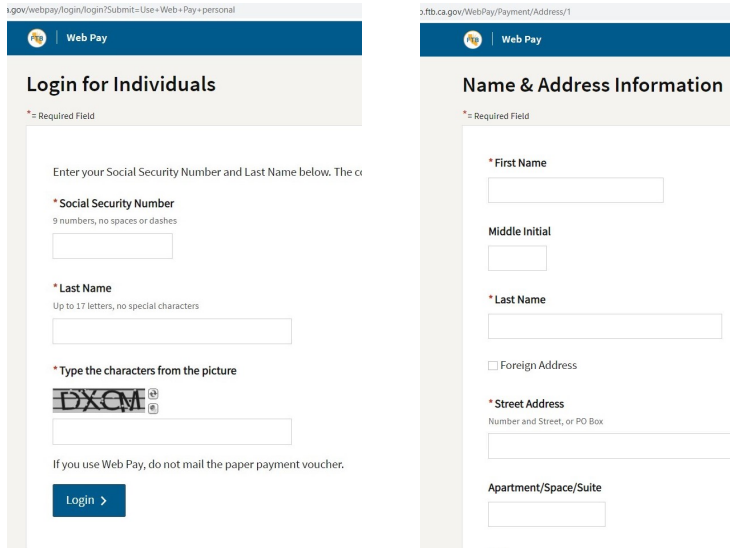 a.gov/webpay/login/login?Submit=Use+Web+Pay+personal
FTB Web Pay
Login for Individuals
*= Required Field
Enter your Social Security Number and Last Name below. The
* Social Security Number
9 numbers, no spaces or dashes
* Last Name
Up to 17 letters, no special characters
* Type the characters from the picture
If you use Web Pay, do not mail the paper payment voucher.
Login >
.ftb.ca.gov/WebPay/Payment/Address/1
FTB Web Pay
Name & Address Information
*= Required Field
* First Name
Middle Initial
* Last Name
Foreign Address
* Street Address
Number and Street, or PO Box
Apartment/Space/Suite